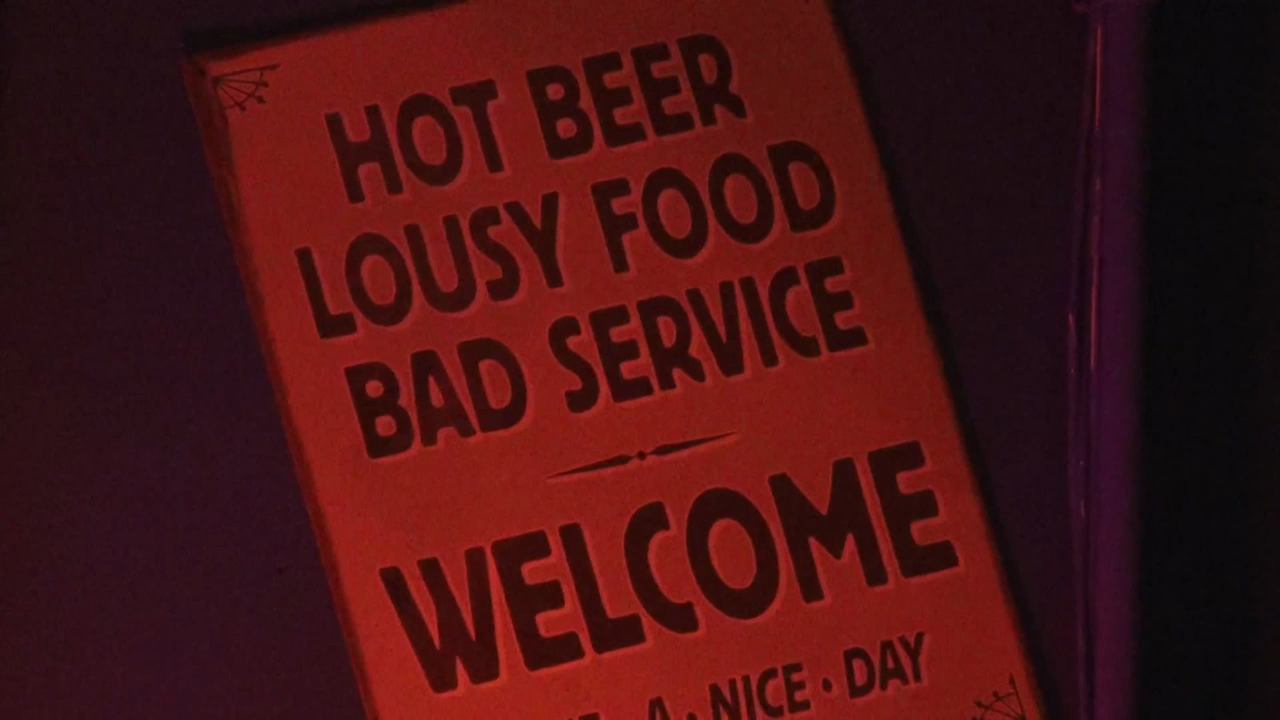 HOT BEER
LOUSY FOOD
BAD SERVICE
WELCOME
A · NICE · DAY